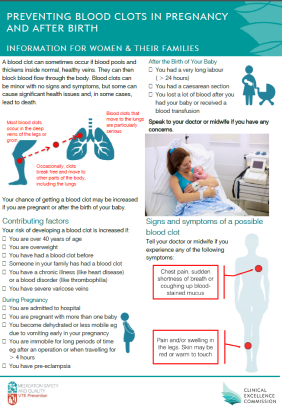 PREVENTING BLOOD CLOTS IN PREGNANCY
AND AFTER BIRTH
INFORMATION FOR WOMEN & THEIR FAMILIES
A blood clot can sometimes occur if blood pools and
thickens inside normal, healthy veins. They can then
block blood flow through the body. Blood clots can
be minor with no signs and symptoms, but some can
cause significant health issues and, in some cases,
lead to death.
Most blood clots
occur in the deep
veins of the legs or
groin
Blood clots that
move to the lungs
are particularly
serious
Occasionally, clots
break free and move to
other parts of the body,
including the lungs
Your chance of getting a blood clot may be increased
if you are pregnant or after the birth of your baby.
Contributing factors
Your risk of developing a blood clot is increased if:
You are over 40 years of age
You are overweight
You have had a blood clot before
Someone in your family has had a blood clot
You have a chronic illness (like heart disease)
or a blood disorder (like thrombophilia)
You have severe varicose veins
During Pregnancy
You are admitted to hospital
You are pregnant with more than one baby
You become dehydrated or less mobile eg
due to vomiting early in your pregnancy
You are immobile for long periods of time
eg after an operation or when travelling for
> 4 hours
You have pre-eclampsia
After the Birth of Your Baby
You had a very long labour
( > 24 hours)
You had a caesarean section
You lost a lot of blood after you
had your baby or received a
blood transfusion
Speak to your doctor or midwife if you have any
concerns.
Signs and symptoms of a possible
blood clot
Tell your doctor or midwife if you
experience any of the following
symptoms:
Chest pain, sudden
shortness of breath or
coughing up blood-
stained mucus
Pain and/or swelling in
the legs. Skin may be
red or warm to touch
MEDICATION SAFETY
AND QUALITY
VTE Prevention
CLINICAL
EXCELLENCE
COMMISSION